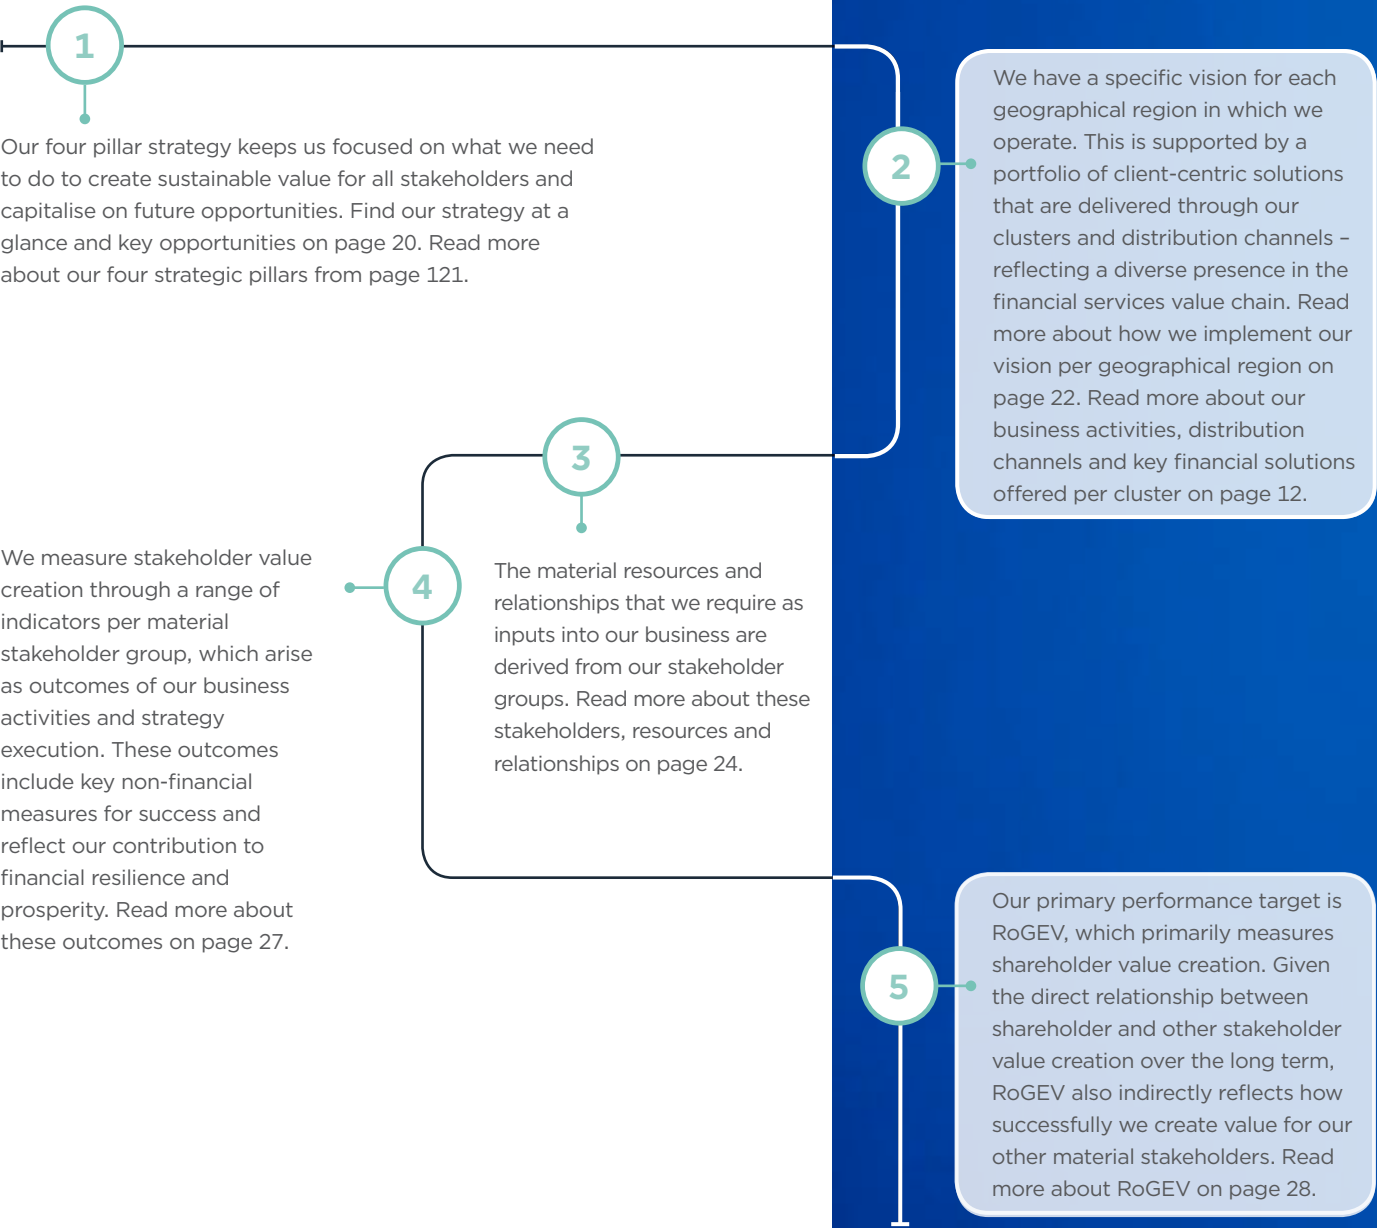 1
Our four pillar strategy keeps us focused on what we need
to do to create sustainable value for all stakeholders and
capitalise on future opportunities. Find our strategy at a
glance and key opportunities on page 20. Read more
about our four strategic pillars from page 121.
2
We have a specific vision for each
geographical region in which we
operate. This is supported by a
portfolio of client-centric solutions
that are delivered through our
clusters and distribution channels –
reflecting a diverse presence in the
financial services value chain. Read
more about how we implement our
vision per geographical region on
page 22. Read more about our
business activities, distribution
channels and key financial solutions
offered per cluster on page 12.
3
The material resources and
relationships that we require as
inputs into our business are
derived from our stakeholder
groups. Read more about these
stakeholders, resources and
relationships on page 24.
4
We measure stakeholder value
creation through a range of
indicators per material
stakeholder group, which arise
as outcomes of our business
activities and strategy
execution. These outcomes
include key non-financial
measures for success and
reflect our contribution to
financial resilience and
prosperity. Read more about
these outcomes on page 27.
5
Our primary performance target is
RoGEV, which primarily measures
shareholder value creation. Given
the direct relationship between
shareholder and other stakeholder
value creation over the long term,
RoGEV also indirectly reflects how
successfully we create value for our
other material stakeholders. Read
more about RoGEV on page 28.